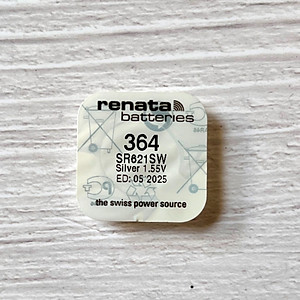 renata
batteries
364
SR621SW
Silver 1.55V
ED: 05 2025
the swiss power source